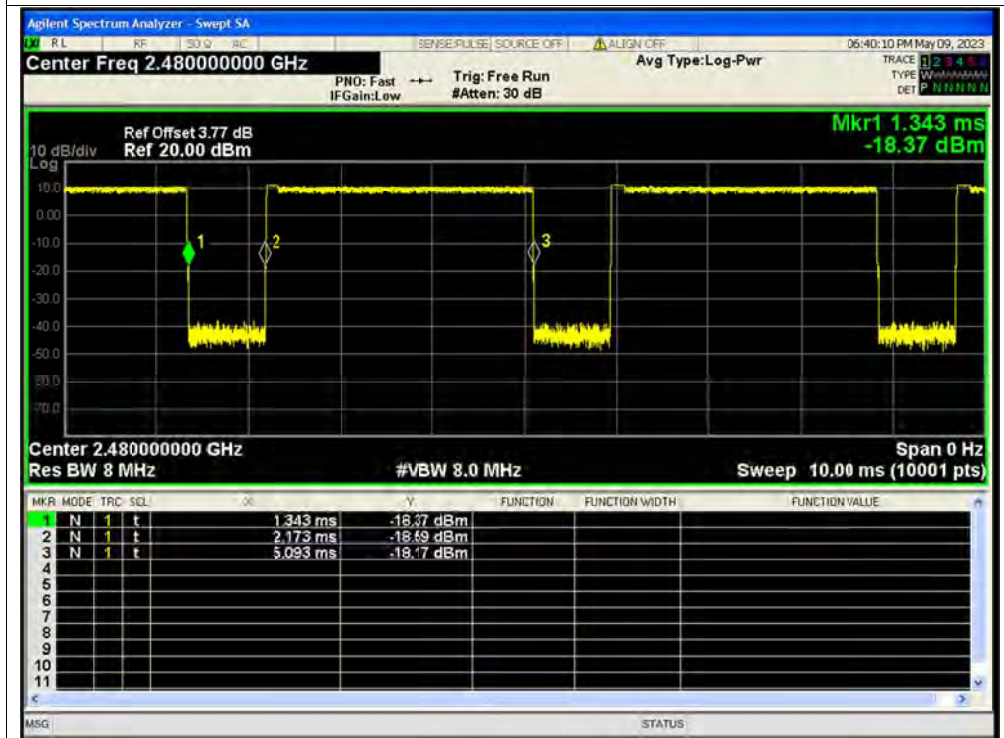 Agilent Spectrum Analyzer - Swept SA
RL RF 50 Ω AC SENSE:PULSE SOURCE OFF ALIGN OFF 06:40:10 PM May 09, 2023
Center Freq 2.480000000 GHz
PNO: Fast
IFGain:Low
Trig: Free Run
#Atten: 30 dB
Avg Type:Log-Pwr
TRACE 1 2 3 4 5 6
TYPE W
DET P N N N N N
Mkr1 1.343 ms
-18.37 dBm
Ref Offset 3.77 dB
10 dB/div Ref 20.00 dBm
Log
10.0
0.00
-10.0
-20.0
-30.0
-40.0
-50.0
-60.0
-70.0
1
2
3
Center 2.480000000 GHz Span 0 Hz
Res BW 8 MHz #VBW 8.0 MHz Sweep 10.00 ms (10001 pts)
MKR MODE TRC SCL X Y FUNCTION FUNCTION WIDTH FUNCTION VALUE
1 N 1 t 1.343 ms -18.37 dBm
2 N 1 t 2.173 ms -18.69 dBm
3 N 1 t 5.093 ms -18.17 dBm
4
5
6
7
8
9
10
11
MSG STATUS